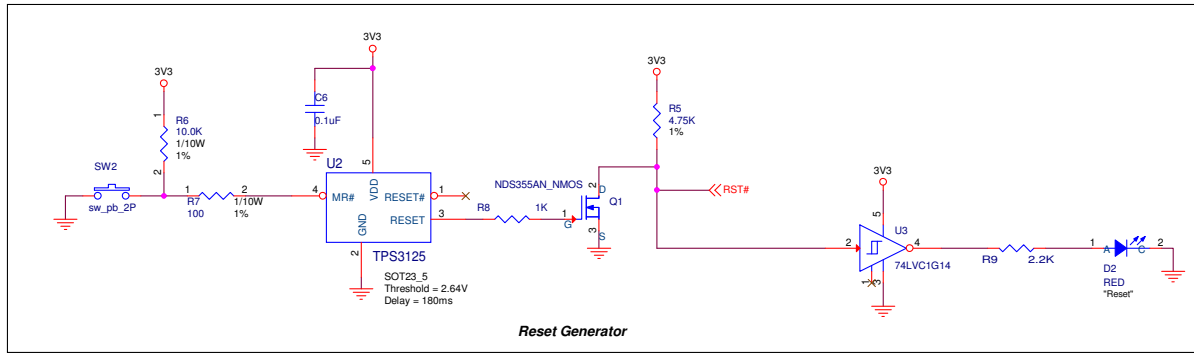 3V3
3V3
3V3
3V3
C6
0.1uF
1
R6
10.0K
1/10W
1%
2
R5
4.75K
1%
SW2
sw_pb_2P
1
2
R7
100
1/10W
1%
U2
5
4
MR#
VDD
RESET#
1
RESET
3
GND
2
TPS3125
SOT23_5
Threshold = 2.64V
Delay = 180ms
R8
1K
NDS355AN_NMOS
2
D
Q1
1
G
3
S
RST#
5
U3
2
4
74LVC1G14
1
3
R9
2.2K
1
A
C
2
D2
RED
"Reset"
Reset Generator